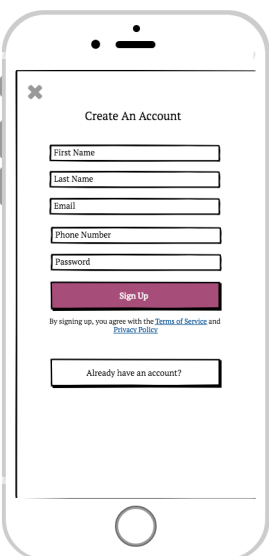 Create An Account
First Name
Last Name
Email
Phone Number
Password
Sign Up
By signing up, you agree with the Terms of Service and
Privacy Policy
Already have an account?